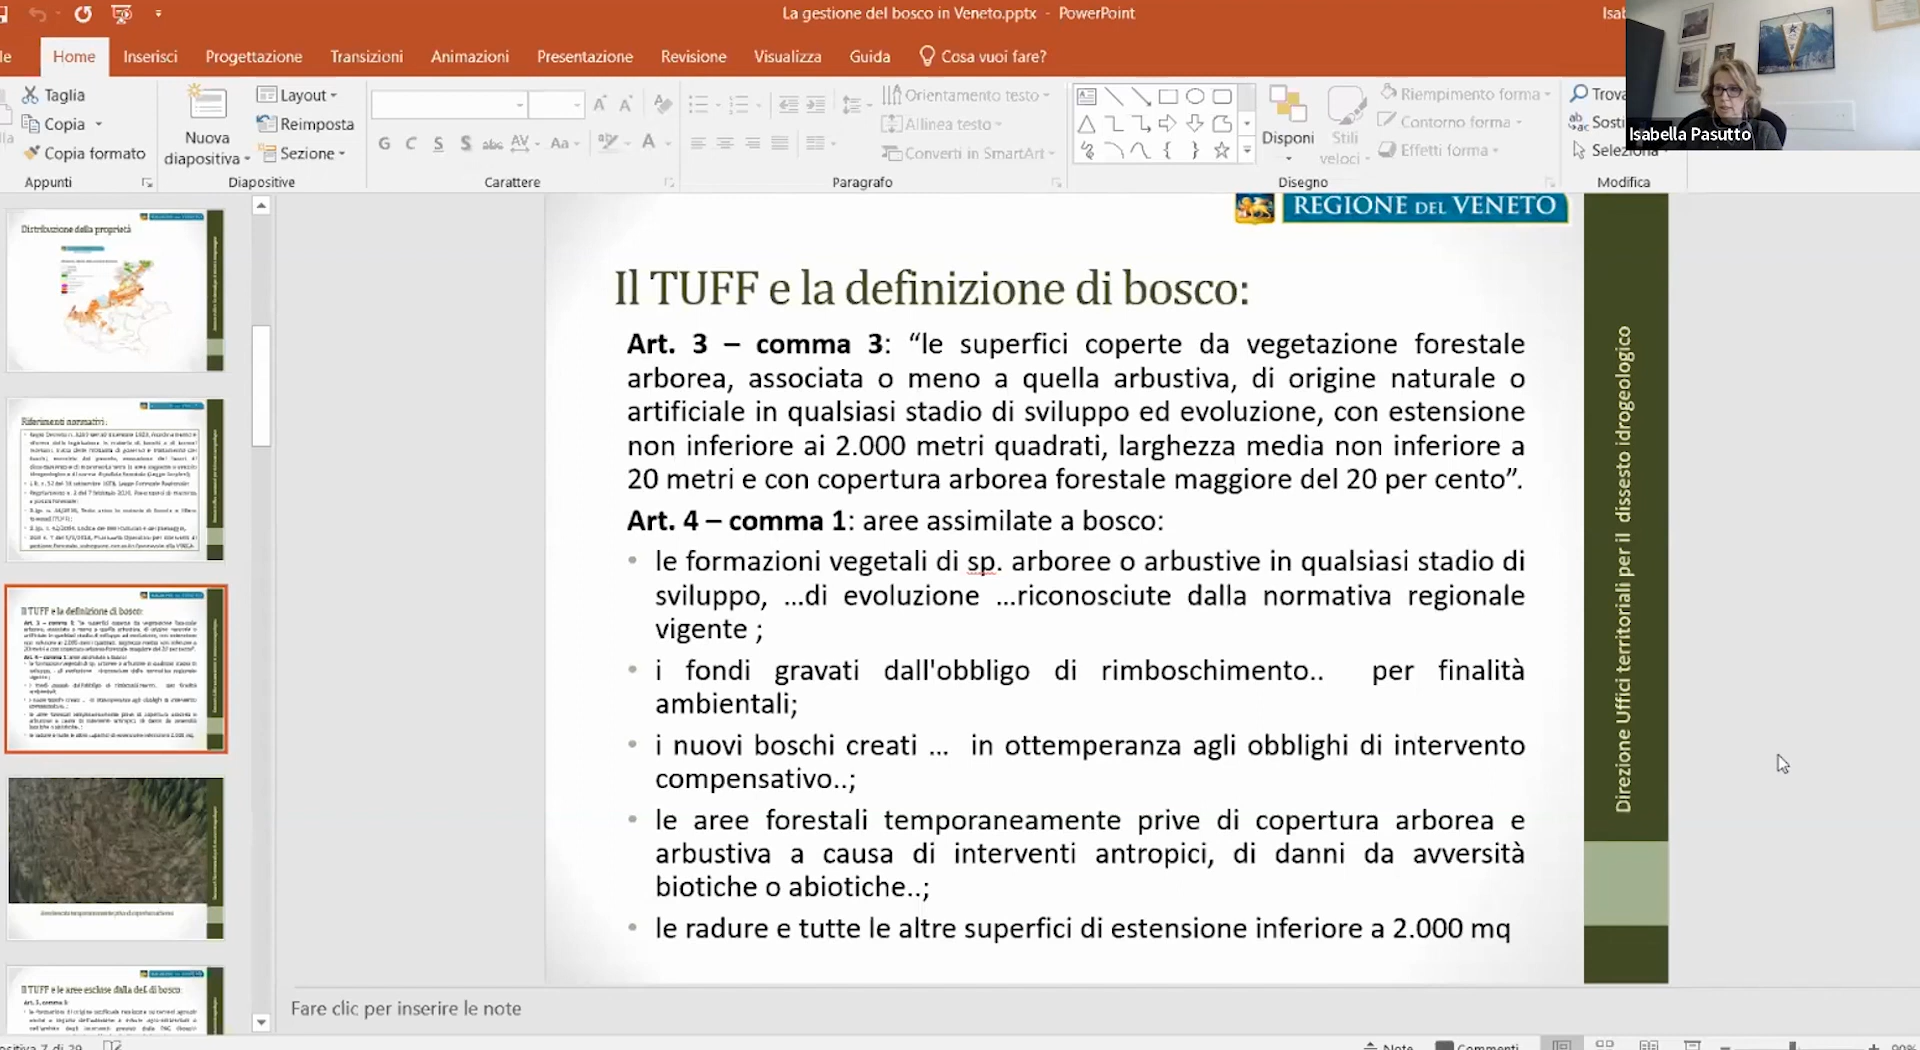 La gestione del bosco in Veneto.pptx - PowerPoint
Home Inserisci Progettazione Transizioni Animazioni Presentazione Revisione Visualizza Guida Cosa vuoi fare?
Taglia
Copia
Copia formato
Appunti
Nuova
diapositiva
Layout
Reimposta
Sezione
Diapositive
Carattere
Orientamento testo
Allinea testo
Converti in SmartArt
Paragrafo
Disponi
Stili
veloci
Riempimento forma
Contorno forma
Effetti forma
Disegno
Trova
Seleziona
Modifica
Isabella Pasutto
Distribuzione della proprietà
Riferimenti normativi:
Il TUFF e la definizione di bosco:
Il TUFF e le aree escluse dalla def. di bosco:
REGIONE DEL VENETO
Il TUFF e la definizione di bosco:
Art. 3 – comma 3: “le superfici coperte da vegetazione forestale
arborea, associata o meno a quella arbustiva, di origine naturale o
artificiale in qualsiasi stadio di sviluppo ed evoluzione, con estensione
non inferiore ai 2.000 metri quadrati, larghezza media non inferiore a
20 metri e con copertura arborea forestale maggiore del 20 per cento”.
Art. 4 – comma 1: aree assimilate a bosco:
• le formazioni vegetali di sp. arboree o arbustive in qualsiasi stadio di
sviluppo, ...di evoluzione ...riconosciute dalla normativa regionale
vigente ;
• i fondi gravati dall'obbligo di rimboschimento.. per finalità
ambientali;
• i nuovi boschi creati ... in ottemperanza agli obblighi di intervento
compensativo..;
• le aree forestali temporaneamente prive di copertura arborea e
arbustiva a causa di interventi antropici, di danni da avversità
biotiche o abiotiche..;
• le radure e tutte le altre superfici di estensione inferiore a 2.000 mq
Direzione Uffici territoriali per il dissesto idrogeologico
Fare clic per inserire le note
Note Commenti 90%